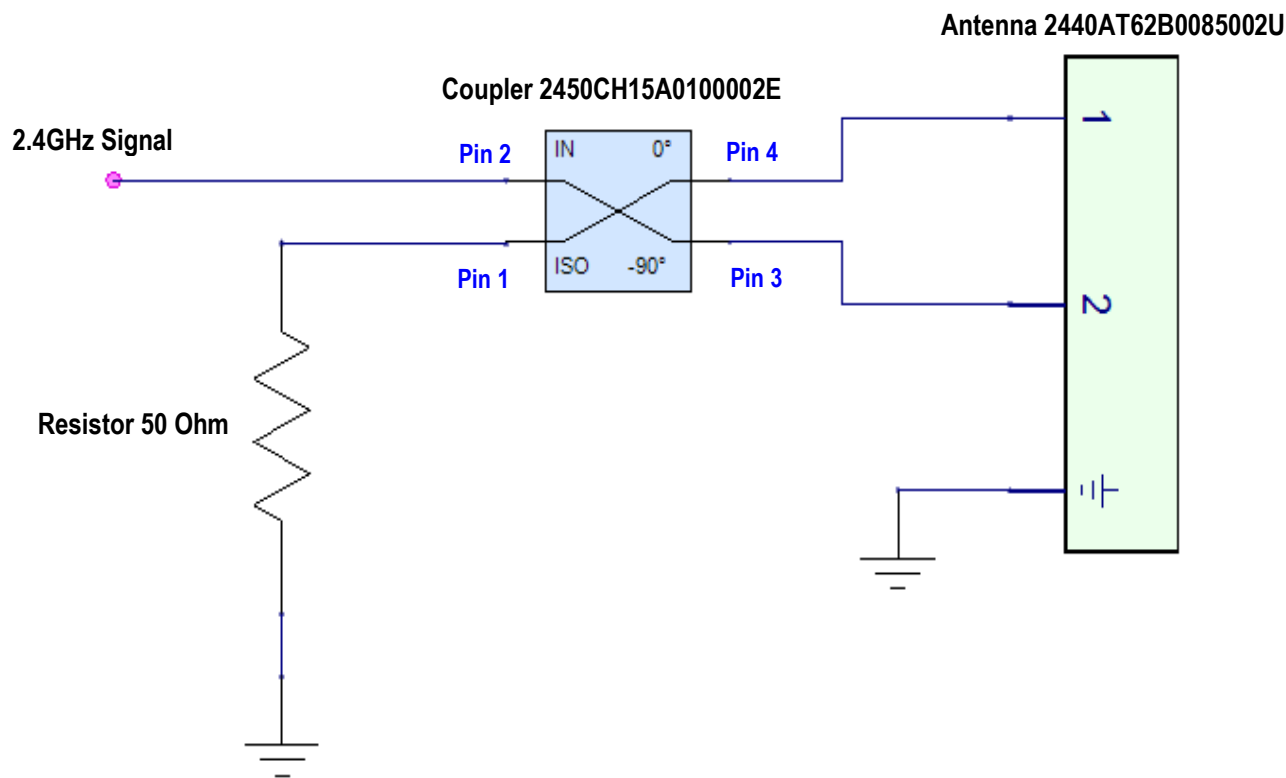 Antenna 2440AT62B0085002U
Coupler 2450CH15A0100002E
2.4GHz Signal
Pin 2
IN
0°
Pin 4
1
Pin 1
ISO
-90°
Pin 3
2
Resistor 50 Ohm